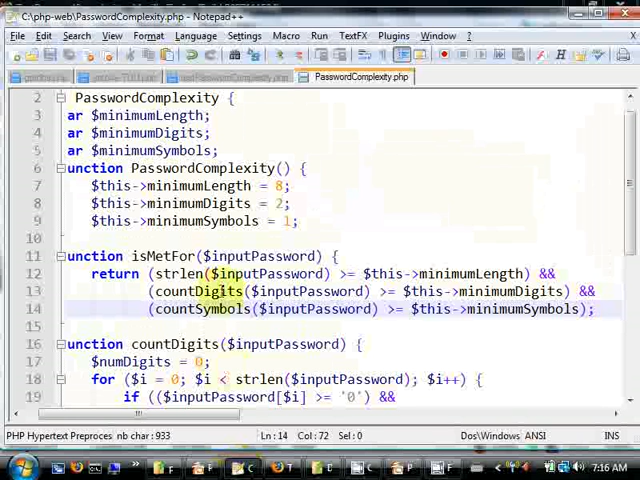 C:\php-web\PasswordComplexity.php - Notepad++
File Edit Search View Format Language Settings Macro Run TextFX Plugins Window ?
PasswordComplexity.php
2 PasswordComplexity {
3 ar $minimumLength;
4 ar $minimumDigits;
5 ar $minimumSymbols;
6 unction PasswordComplexity() {
7 $this->minimumLength = 8;
8 $this->minimumDigits = 2;
9 $this->minimumSymbols = 1;
10
11 unction isMetFor($inputPassword) {
12 return (strlen($inputPassword) >= $this->minimumLength) &&
13 (countDigits($inputPassword) >= $this->minimumDigits) &&
14 (countSymbols($inputPassword) >= $this->minimumSymbols);
15
16 unction countDigits($inputPassword) {
17 $numDigits = 0;
18 for ($i = 0; $i < strlen($inputPassword); $i++) {
19 if (($inputPassword[$i] >= '0') &&
PHP Hypertext Preproces nb char : 933 Ln : 14 Col : 72 Sel : 0 Dos\Windows ANSI INS
F F C T C C P F 7:16 AM